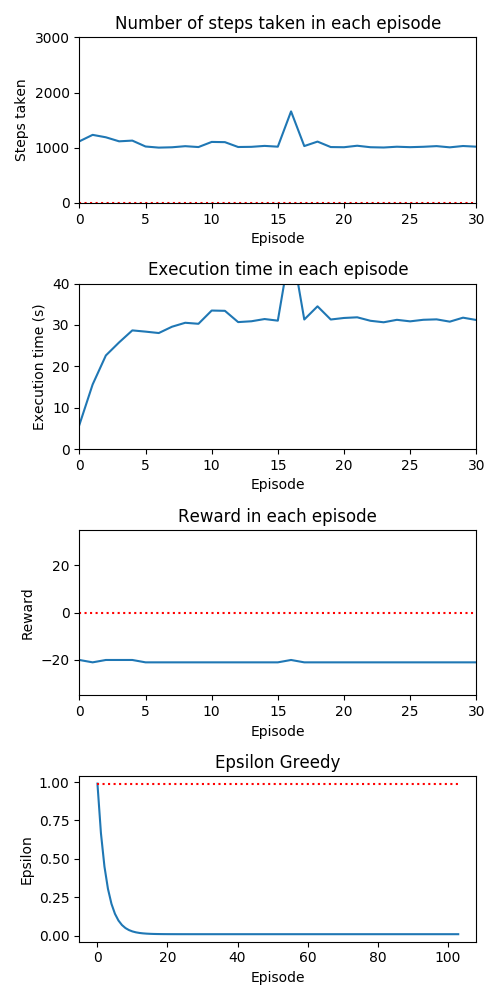 Number of steps taken in each episode
3000
2000
1000
0
Steps taken
0 5 10 15 20 25 30
Episode
Execution time in each episode
40
30
20
10
0
Execution time (s)
0 5 10 15 20 25 30
Episode
Reward in each episode
20
0
−20
Reward
0 5 10 15 20 25 30
Episode
Epsilon Greedy
1.00
0.75
0.50
0.25
0.00
Epsilon
0 20 40 60 80 100
Episode